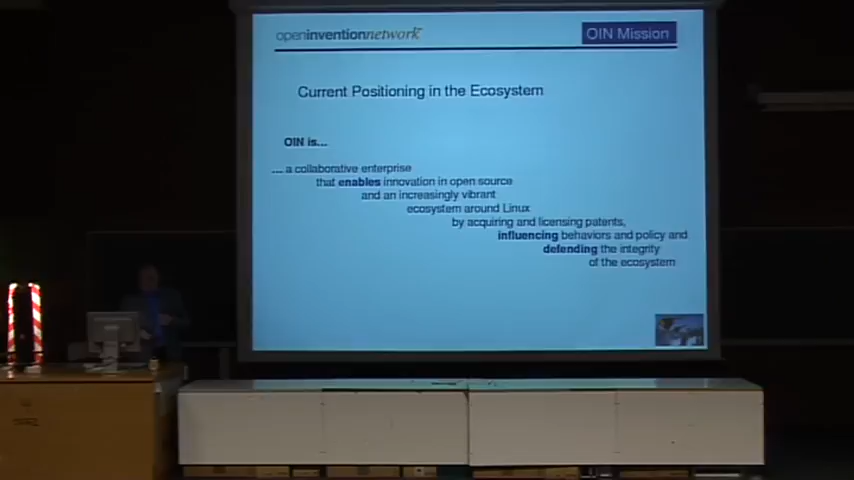 openinventionnetwork
OIN Mission
Current Positioning in the Ecosystem
OIN is...
... a collaborative enterprise
that enables innovation in open source
and an increasingly vibrant
ecosystem around Linux
by acquiring and licensing patents,
influencing behaviors and policy and
defending the integrity
of the ecosystem